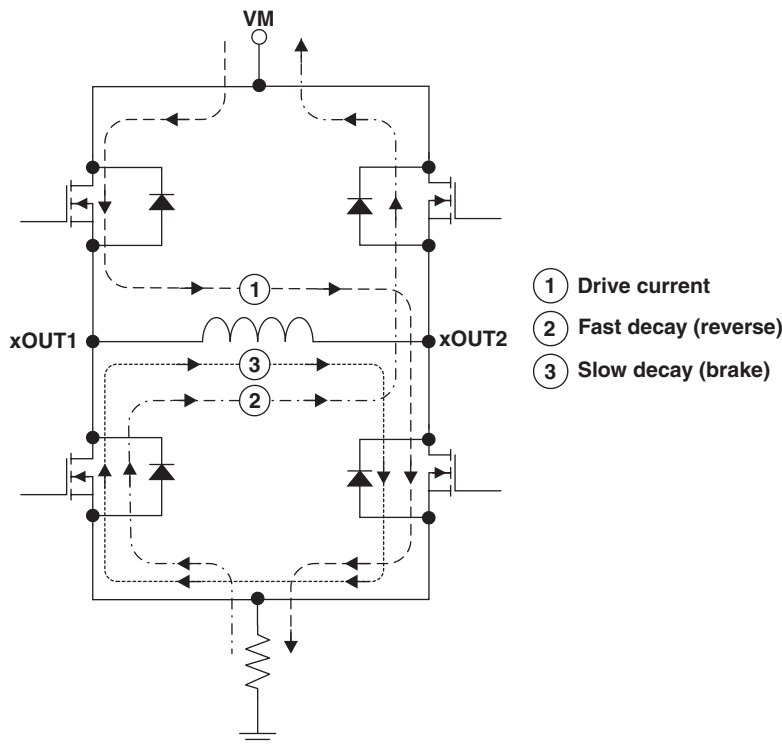 VM
1
xOUT1
xOUT2
3
2
1 Drive current
2 Fast decay (reverse)
3 Slow decay (brake)